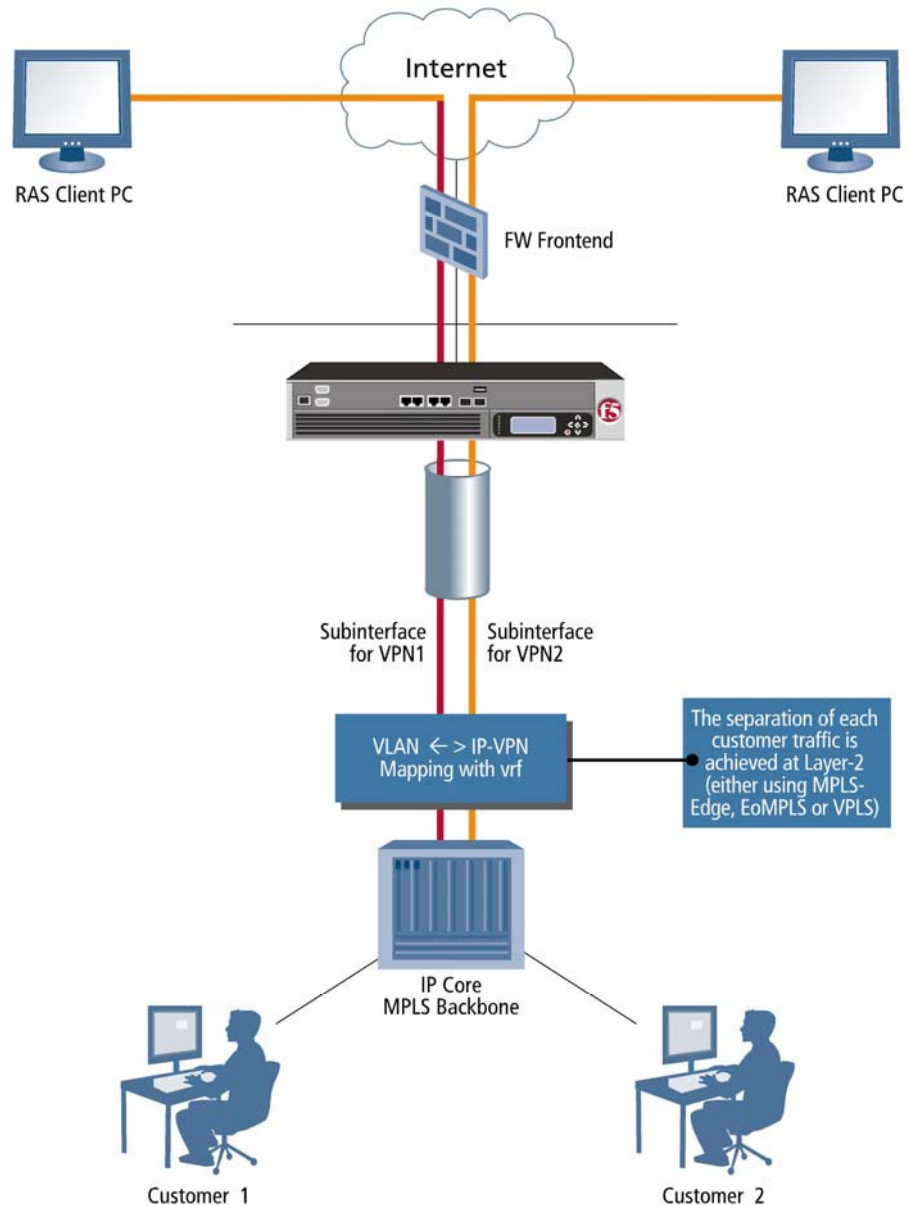 Internet
RAS Client PC
RAS Client PC
FW Frontend
f5
Subinterface
for VPN1
Subinterface
for VPN2
VLAN ← > IP-VPN
Mapping with vrf
The separation of each
customer traffic is
achieved at Layer-2
(either using MPLS-
Edge, EoMPLS or VPLS)
IP Core
MPLS Backbone
Customer 1
Customer 2